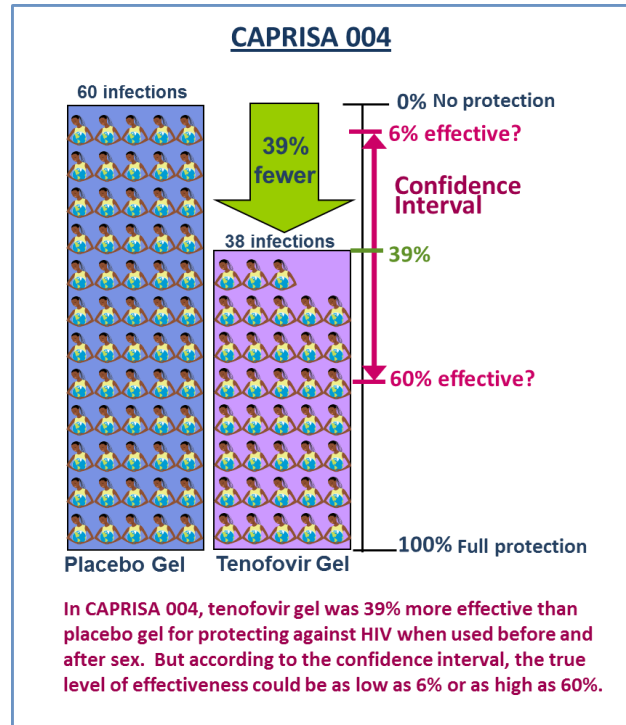 CAPRISA 004
60 infections
0% No protection
6% effective?
39%
fewer
Confidence
Interval
38 infections
39%
60% effective?
100% Full protection
Placebo Gel
Tenofovir Gel
In CAPRISA 004, tenofovir gel was 39% more effective than
placebo gel for protecting against HIV when used before and
after sex.  But according to the confidence interval, the true
level of effectiveness could be as low as 6% or as high as 60%.